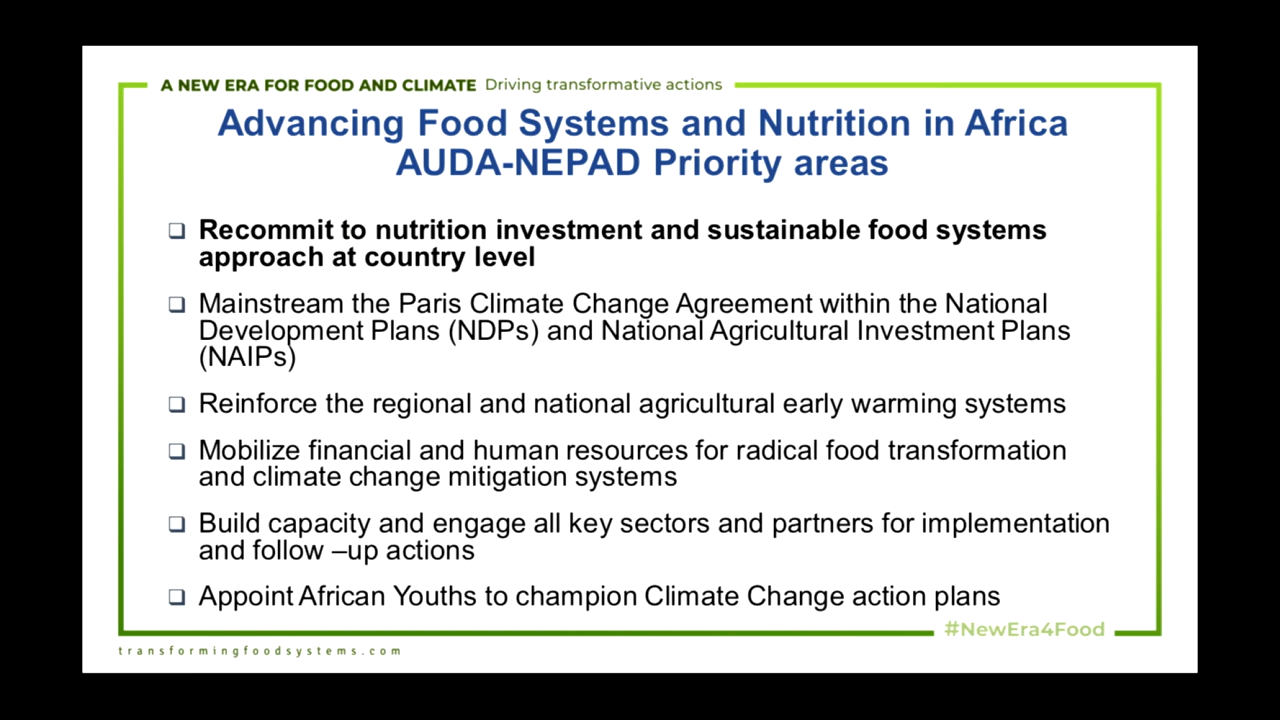 A NEW ERA FOR FOOD AND CLIMATE Driving transformative actions
Advancing Food Systems and Nutrition in Africa
AUDA-NEPAD Priority areas
❑ Recommit to nutrition investment and sustainable food systems
approach at country level
❑ Mainstream the Paris Climate Change Agreement within the National
Development Plans (NDPs) and National Agricultural Investment Plans
(NAIPs)
❑ Reinforce the regional and national agricultural early warming systems
❑ Mobilize financial and human resources for radical food transformation
and climate change mitigation systems
❑ Build capacity and engage all key sectors and partners for implementation
and follow –up actions
❑ Appoint African Youths to champion Climate Change action plans
#NewEra4Food
transformingfoodsystems.com